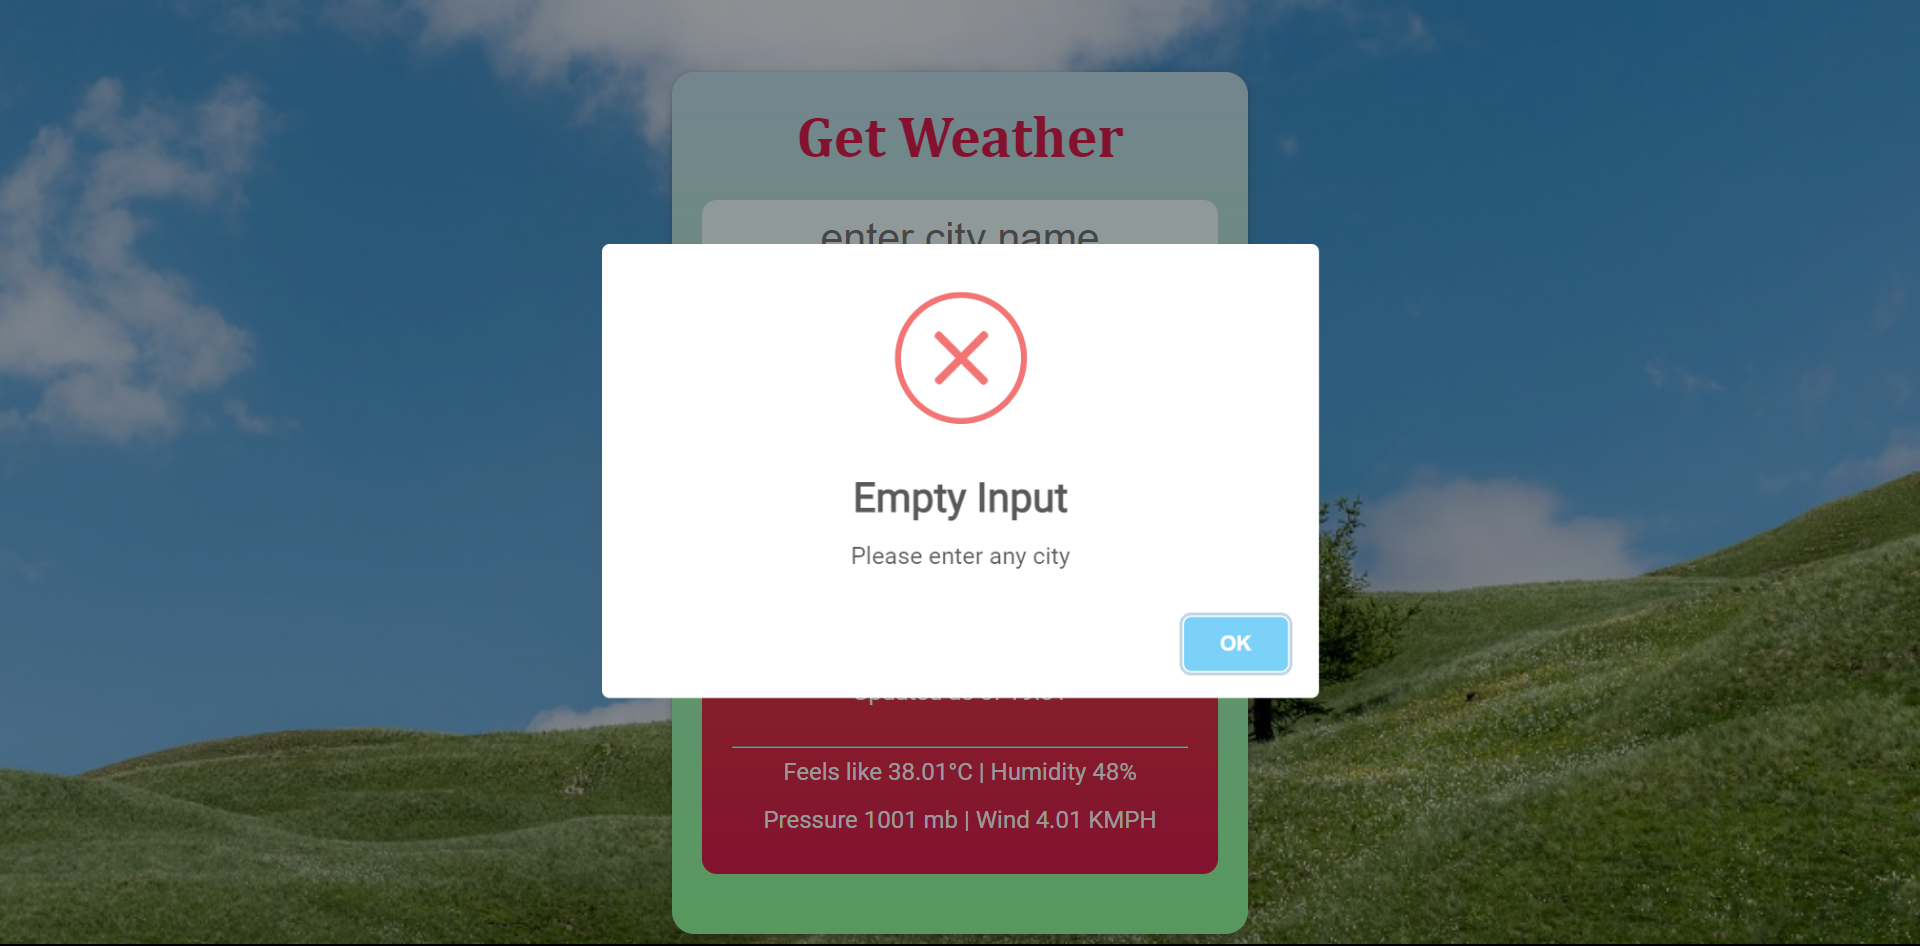 Get Weather
enter city name
Empty Input
Please enter any city
OK
Feels like 38.01°C | Humidity 48%
Pressure 1001 mb | Wind 4.01 KMPH